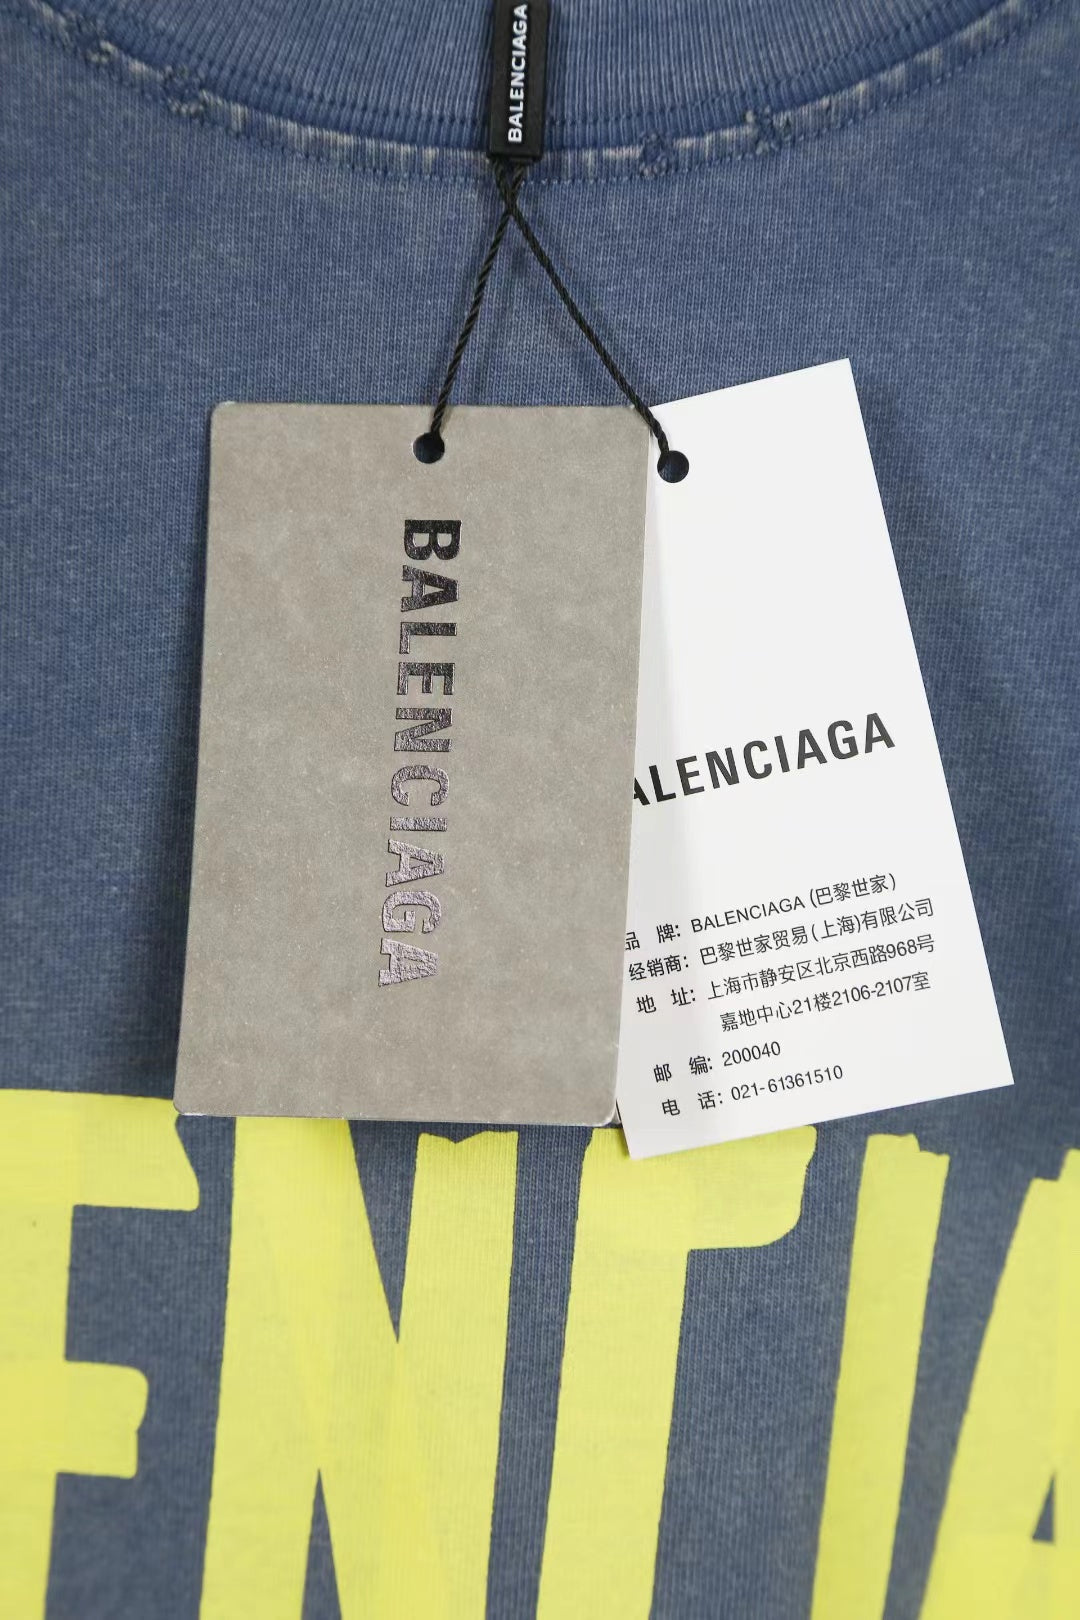 BALENCIAGA
BALENCIAGA
ALENCIAGA
品 牌: BALENCIAGA (巴黎世家)
经销商: 巴黎世家贸易(上海)有限公司
地 址: 上海市静安区北京西路968号
嘉地中心21楼2106-2107室
邮 编: 200040
电 话: 021-61361510
ENCIA